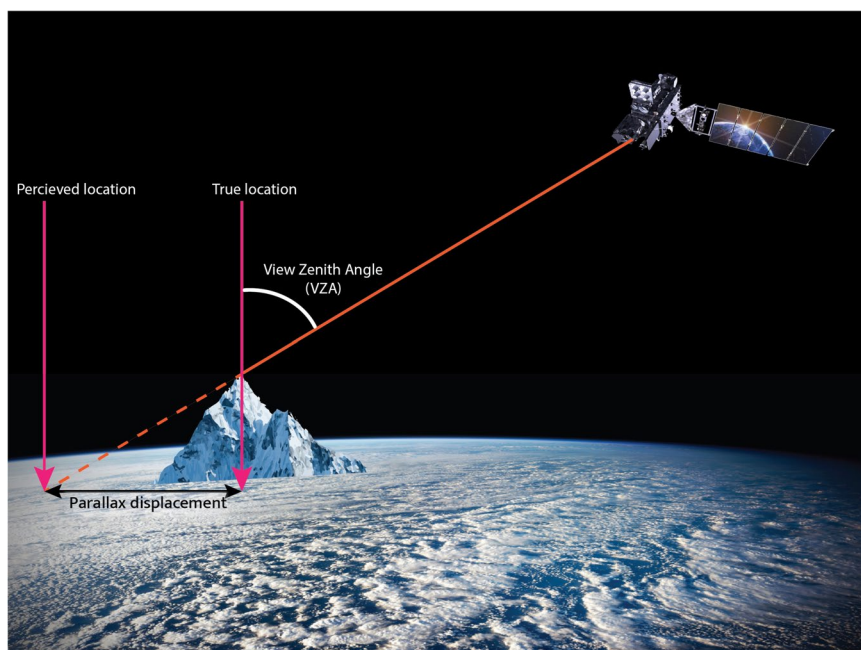 Percieved location
True location
View Zenith Angle
(VZA)
Parallax displacement